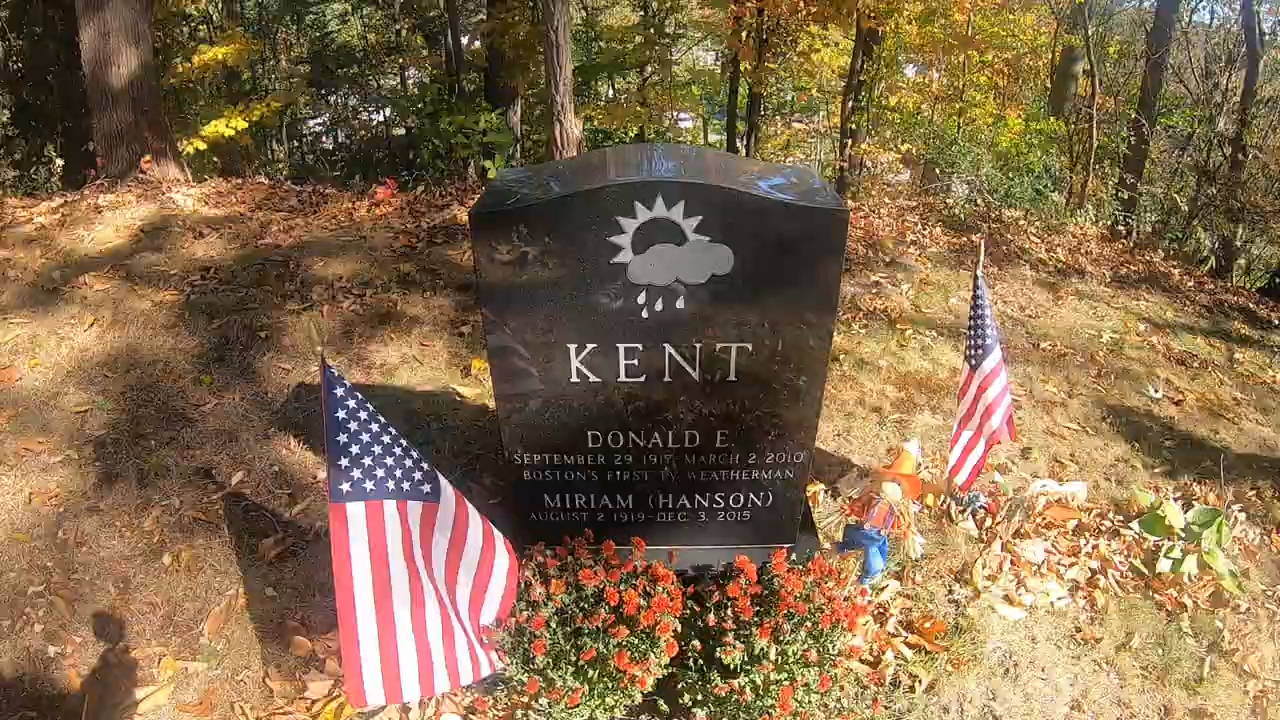 KENT
DONALD E.
SEPTEMBER 29 1917-MARCH 2, 2010
BOSTON'S FIRST TV WEATHERMAN
MIRIAM (HANSON)
AUGUST 2 1919-DEC. 3, 2015